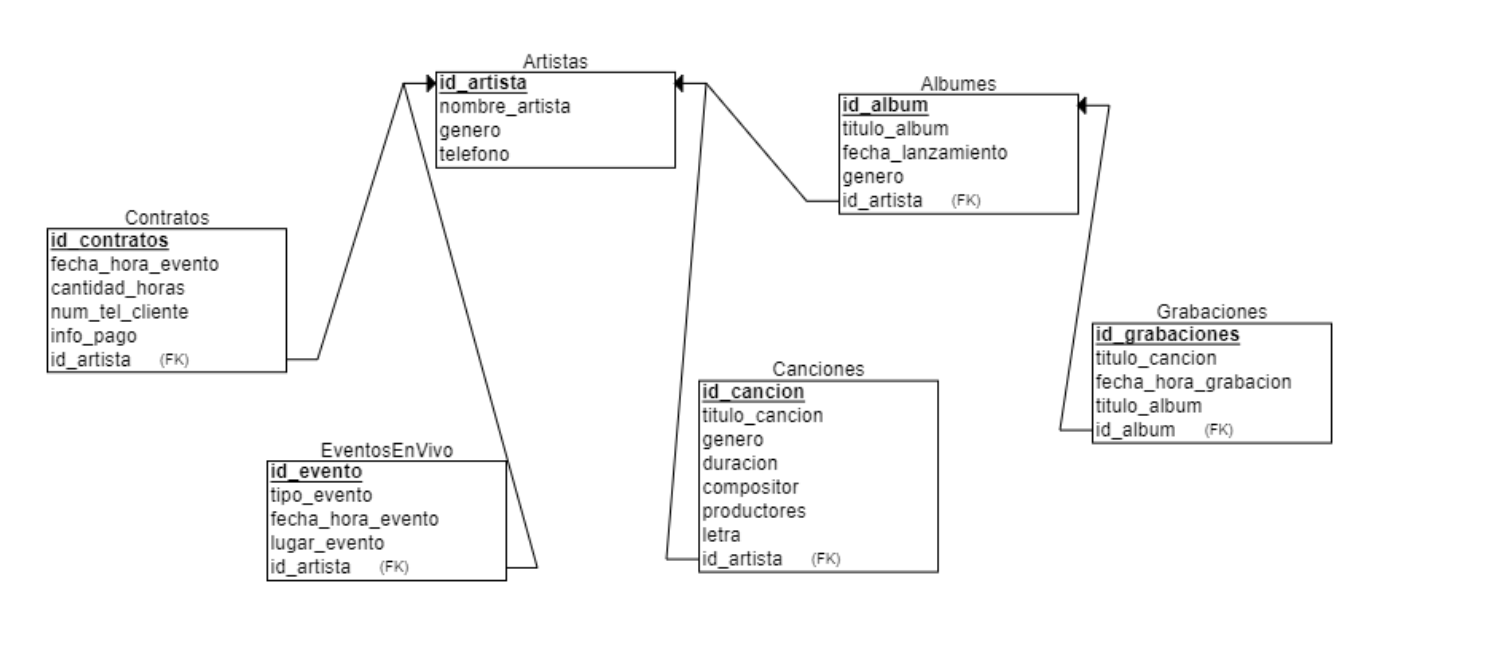 Artistas
id_artista
nombre_artista
genero
telefono
Albumes
id_album
titulo_album
fecha_lanzamiento
genero
id_artista (FK)
Contratos
id_contratos
fecha_hora_evento
cantidad_horas
num_tel_cliente
info_pago
id_artista (FK)
Grabaciones
id_grabaciones
titulo_cancion
fecha_hora_grabacion
titulo_album
id_album (FK)
Canciones
id_cancion
titulo_cancion
genero
duracion
compositor
productores
letra
id_artista (FK)
EventosEnVivo
id_evento
tipo_evento
fecha_hora_evento
lugar_evento
id_artista (FK)